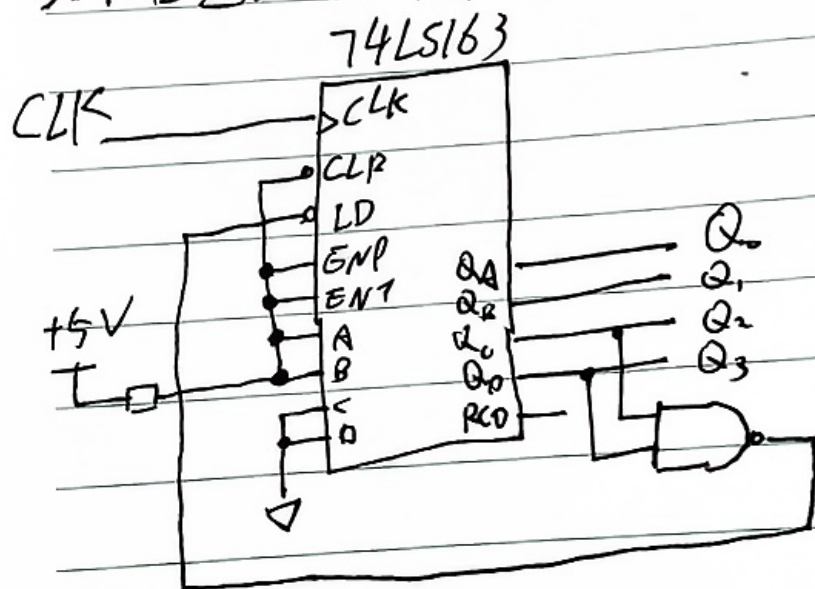 74LS163
CLK
CLK
CLR
LD
ENP
ENT
A
B
C
D
QA
QB
QC
QD
RCO
Q0
Q1
Q2
Q3
+5V